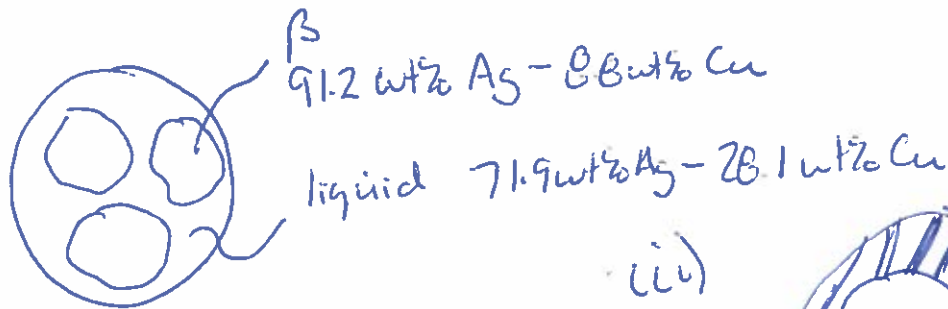 β
91.2 wt% Ag - 8.8 wt% Cu
liquid 71.9 wt% Ag - 28.1 wt% Cu
(ii)